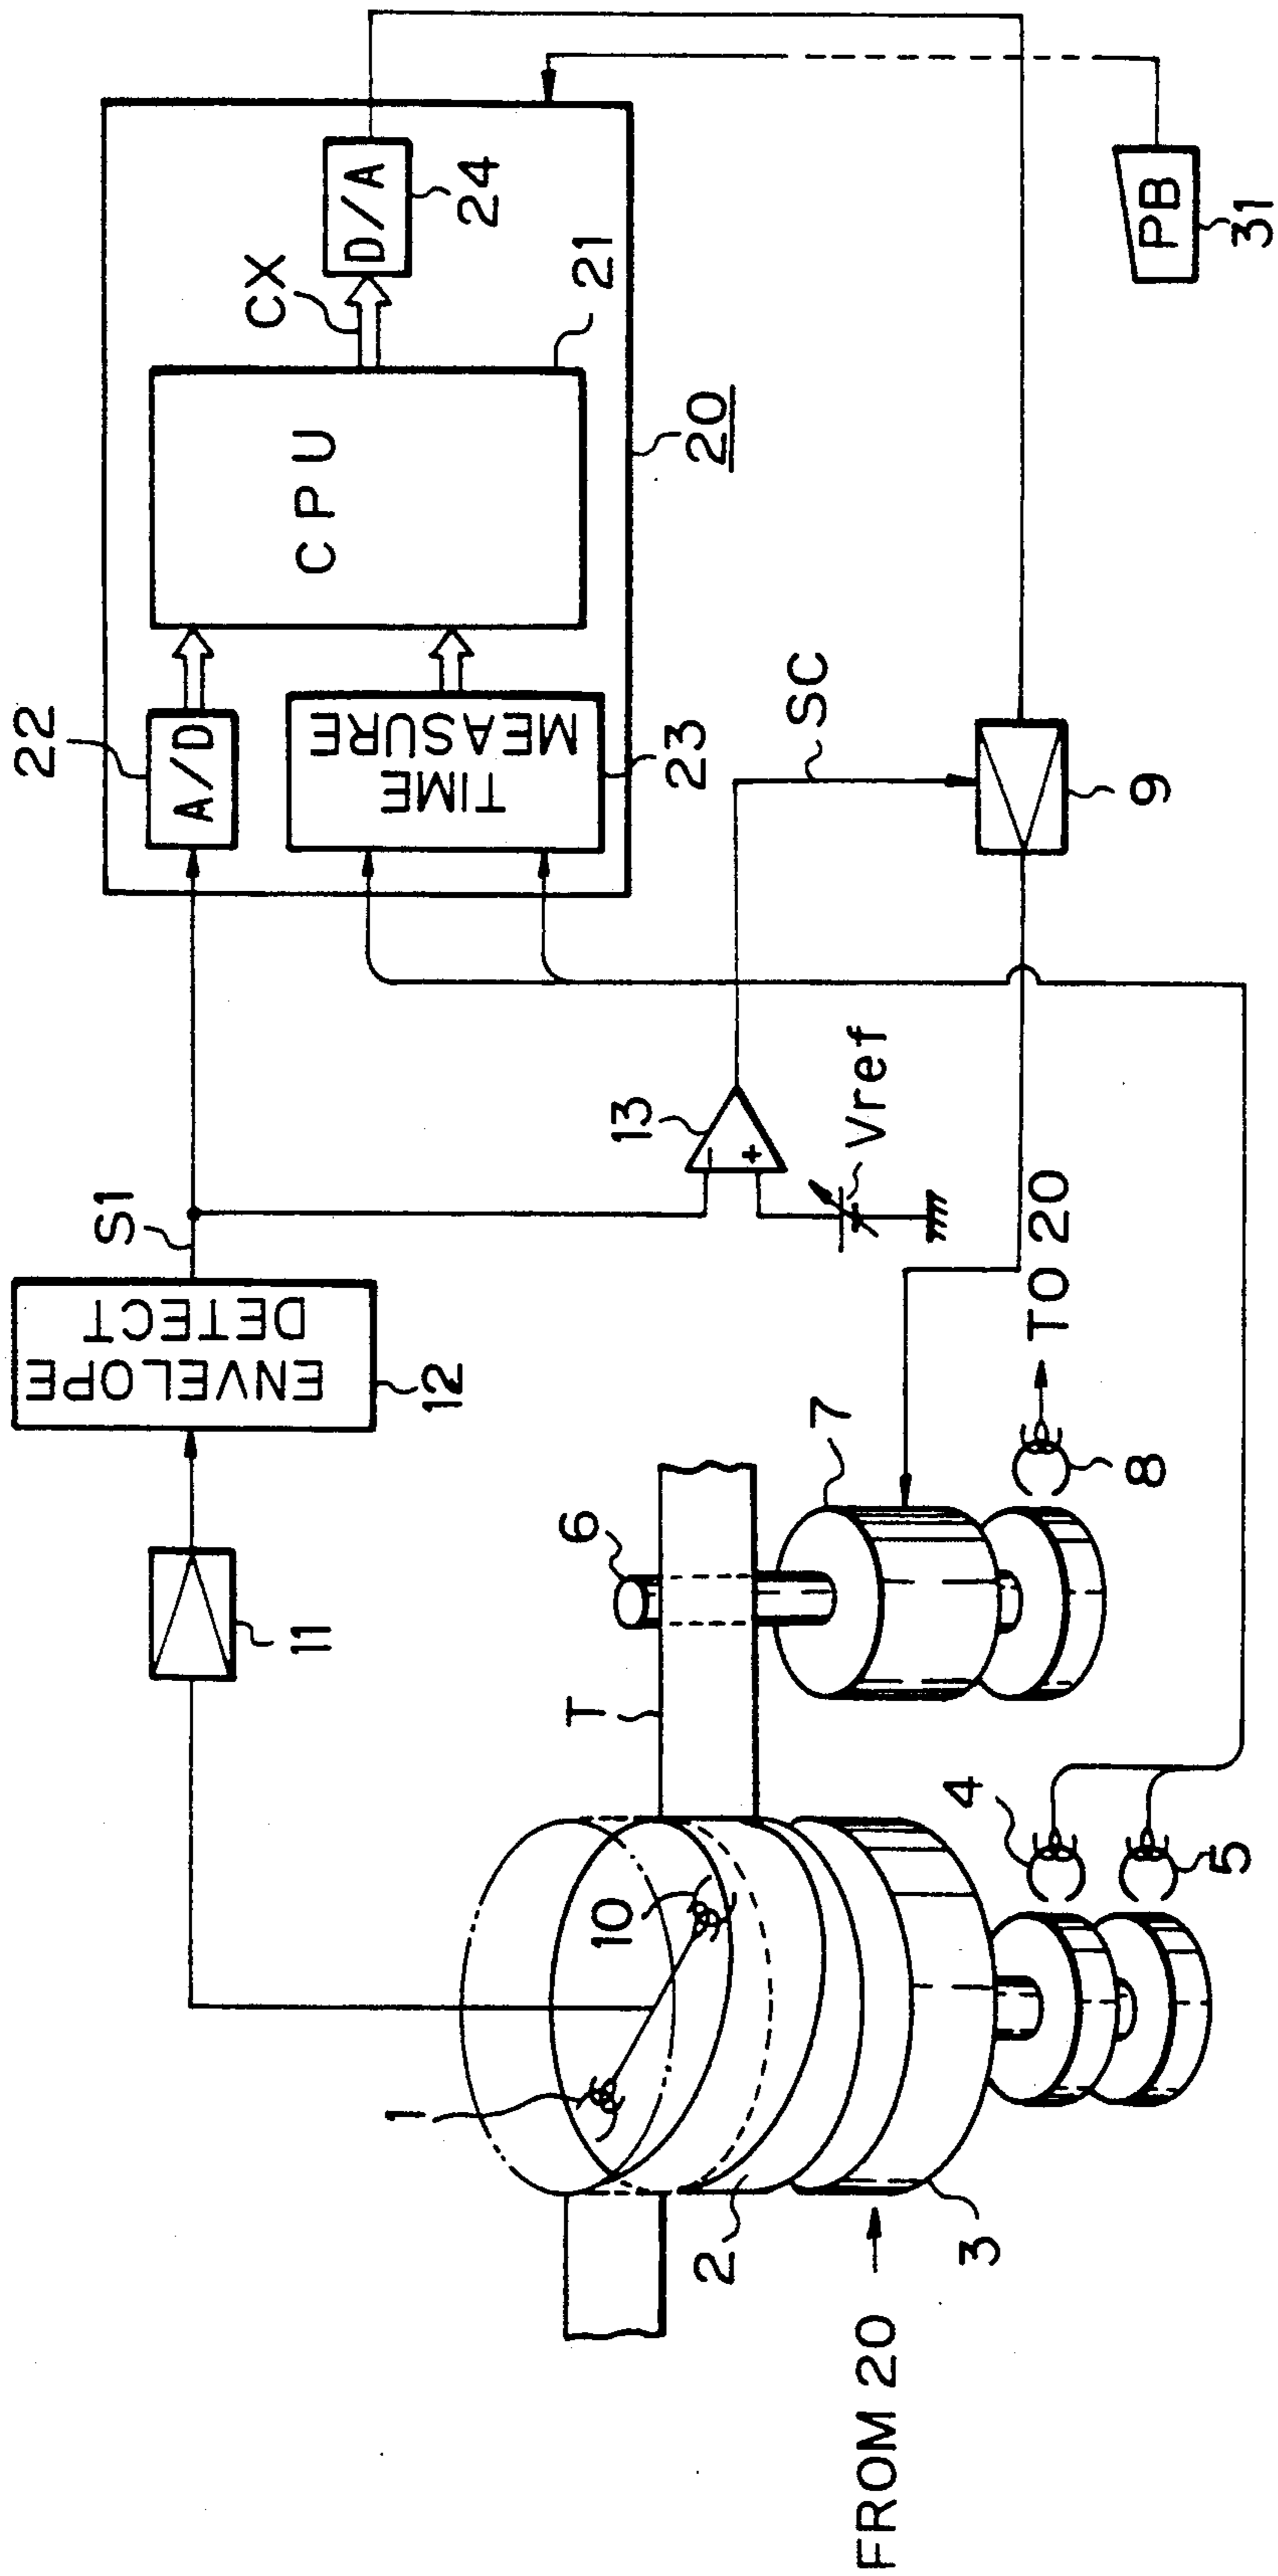 22
A/D
CPU
CX
D/A
24
21
TIME
MEASURE
23
20
S1
ENVELOPE
DETECT
12
11
13
-
+
Vref
SC
9
PB
31
T
6
7
8
TO 20
1
10
2
3
4
5
FROM 20